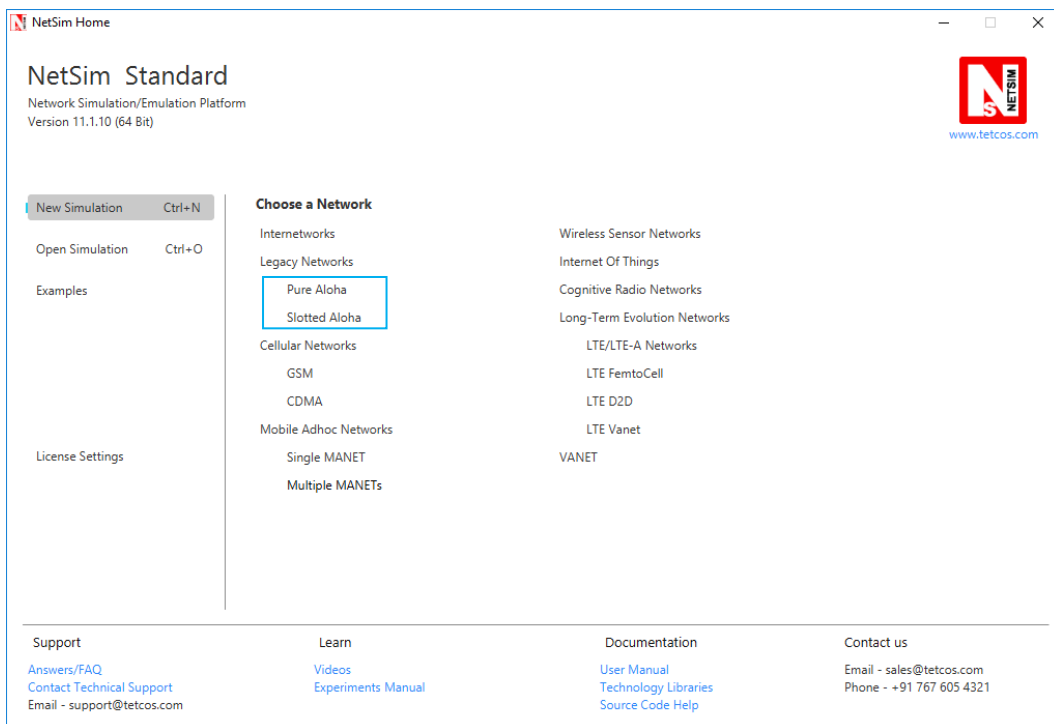 NetSim Home
NetSim Standard
Network Simulation/Emulation Platform
Version 11.1.10 (64 Bit)
NS
NETSIM
www.tetcos.com
New Simulation Ctrl+N
Open Simulation Ctrl+O
Examples
License Settings
Choose a Network
Internetworks
Legacy Networks
Pure Aloha
Slotted Aloha
Cellular Networks
GSM
CDMA
Mobile Adhoc Networks
Single MANET
Multiple MANETs
Wireless Sensor Networks
Internet Of Things
Cognitive Radio Networks
Long-Term Evolution Networks
LTE/LTE-A Networks
LTE FemtoCell
LTE D2D
LTE Vanet
VANET
Support
Answers/FAQ
Contact Technical Support
Email - support@tetcos.com
Learn
Videos
Experiments Manual
Documentation
User Manual
Technology Libraries
Source Code Help
Contact us
Email - sales@tetcos.com
Phone - +91 767 605 4321